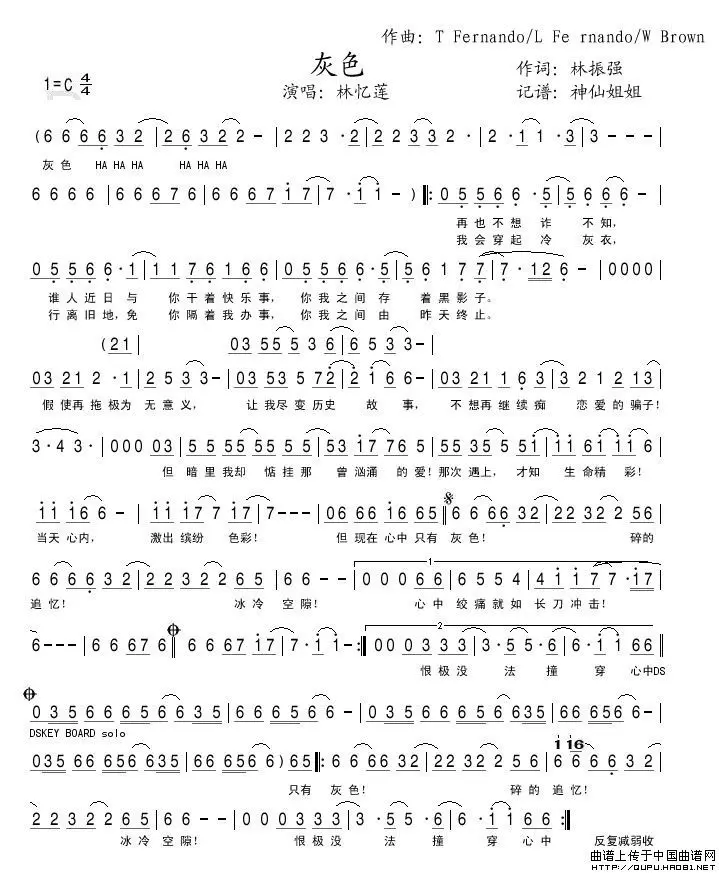 作曲: T Fernando/L Fe rnando/W Brown
灰色
1=C 4/4
作词: 林振强
演唱: 林忆莲
记谱: 神仙姐姐
(6 6 6 6 3 2 | 2 6 3 2 2 - | 2 2 3 · 2 | 2 2 3 3 2 · | 2 · 1 1 · 3 | 3 - - - |
灰 色 HA HA HA HA HA HA
6 6 6 6 | 6 6 6 7 6 | 6 6 6 7 1 7 | 7 · 1 1 - ) ‖: 0 5 5 6 6 · 5 | 5 6 6 6 - |
再 也 不 想 诈 不 知,
我 会 穿 起 冷 灰 衣,
0 5 5 6 6 · 1 | 1 1 7 6 1 6 6 | 0 5 5 6 6 · 5 | 5 6 1 7 7 | 7 · 1 2 6 - | 0 0 0 0 |
谁 人 近 日 与 你 干 着 快 乐 事, 你 我 之 间 存 着 黑 影 子。
行 离 旧 地, 免 你 隔 着 我 办 事, 你 我 之 间 由 昨 天 终 止。
(2 1 | 0 3 5 5 5 3 6 | 6 5 3 3 - |
0 3 2 1 2 · 1 | 2 5 3 3 - | 0 3 5 3 5 7 2 | 2 1 6 6 - | 0 3 2 1 1 6 3 | 3 2 1 2 1 3 |
假 使 再 拖 极 为 无 意 义, 让 我 尽 变 历 史 故 事, 不 想 再 继 续 痴 恋 爱 的 骗 子!
3 · 4 3 · | 0 0 0 0 3 | 5 5 5 5 5 5 5 | 5 3 1 7 7 6 5 | 5 5 3 5 5 5 1 | 1 1 6 1 1 1 6 |
但 暗 里 我 却 惦 挂 那 曾 汹 涌 的 爱! 那 次 遇 上, 才 知 生 命 精 彩!
1 1 1 6 6 - | 1 1 1 7 1 7 | 7 - - - | 0 6 6 6 1 6 6 5 ‖ 6 6 6 6 3 2 | 2 2 3 2 2 5 6 |
当 天 心 内, 激 出 缤 纷 色 彩! 但 现 在 心 中 只 有 灰 色! 碎 的
6 6 6 6 3 2 | 2 2 3 2 2 6 5 | 6 6 - - | 0 0 0 6 6 | 6 5 5 4 | 4 1 1 7 7 · 1 7 |
追 忆! 冰 冷 空 隙! 心 中 绞 痛 就 如 长 刀 冲 击!
6 - - - | 6 6 6 7 6 ‖ 6 6 6 7 1 7 | 7 · 1 1 - :‖ 0 0 0 3 3 3 | 3 · 5 5 · 6 | 6 · 6 1 6 6 ‖
恨 极 没 法 撞 穿 心 中 DS
0 3 5 6 6 6 5 6 6 3 5 | 6 6 6 5 6 6 - | 0 3 5 6 6 6 5 6 6 3 5 | 6 6 6 5 6 6 - |
DSKEY BOARD solo
0 3 5 6 6 6 5 6 6 3 5 | 6 6 6 5 6 6 ) 6 5 ‖: 6 6 6 6 3 2 | 2 2 3 2 2 5 6 | 6 6 6 6 3 2 |
只 有 灰 色! 碎 的 追 忆!
2 2 3 2 2 6 5 | 6 6 - - | 0 0 0 3 3 3 | 3 · 5 5 · 6 | 6 · 1 1 6 6 :‖
冰 冷 空 隙! 恨 极 没 法 撞 穿 心 中 反复减弱收
曲谱上传于中国曲谱网
http://QUPU.HAO81.NET